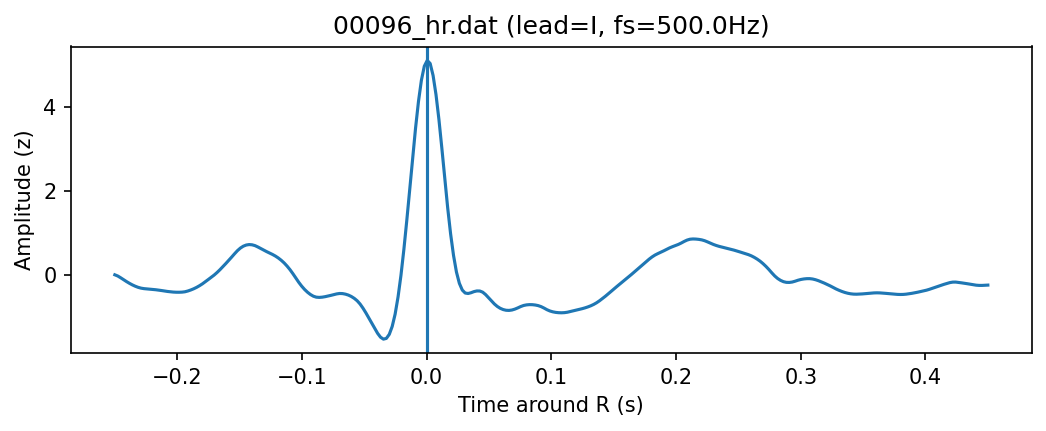 00096_hr.dat (lead=I, fs=500.0Hz)
Amplitude (z)
4
2
0
−0.2 −0.1 0.0 0.1 0.2 0.3 0.4
Time around R (s)